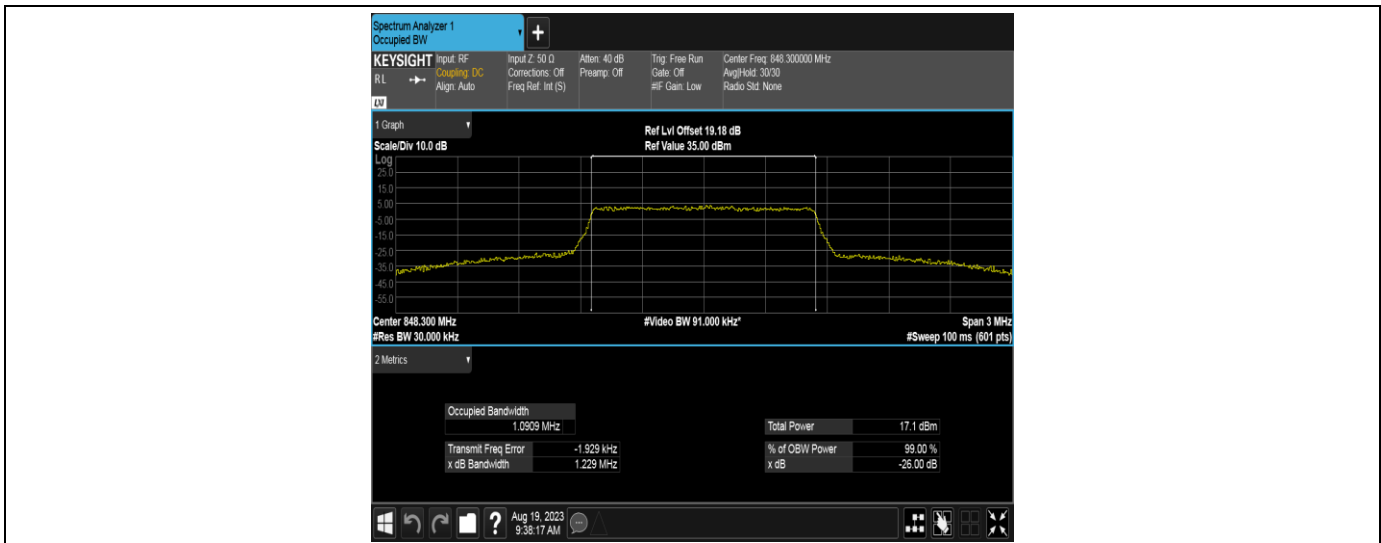 Spectrum Analyzer 1
Occupied BW
+
KEYSIGHT Input: RF Input Z: 50 Ω Atten: 40 dB Trig: Free Run Center Freq: 848.300000 MHz
RL Coupling: DC Corrections: Off Preamp: Off Gate: Off Avg|Hold: 30/30
Align: Auto Freq Ref: Int (S) #IF Gain: Low Radio Std: None
LXI
1 Graph
Ref Lvl Offset 19.18 dB
Scale/Div 10.0 dB Ref Value 35.00 dBm
Log
25.0
15.0
5.00
-5.00
-15.0
-25.0
-35.0
-45.0
-55.0
Center 848.300 MHz #Video BW 91.000 kHz* Span 3 MHz
#Res BW 30.000 kHz #Sweep 100 ms (601 pts)
2 Metrics
Occupied Bandwidth
1.0909 MHz Total Power 17.1 dBm
Transmit Freq Error -1.929 kHz % of OBW Power 99.00 %
x dB Bandwidth 1.229 MHz x dB -26.00 dB
? Aug 19, 2023
9:38:17 AM